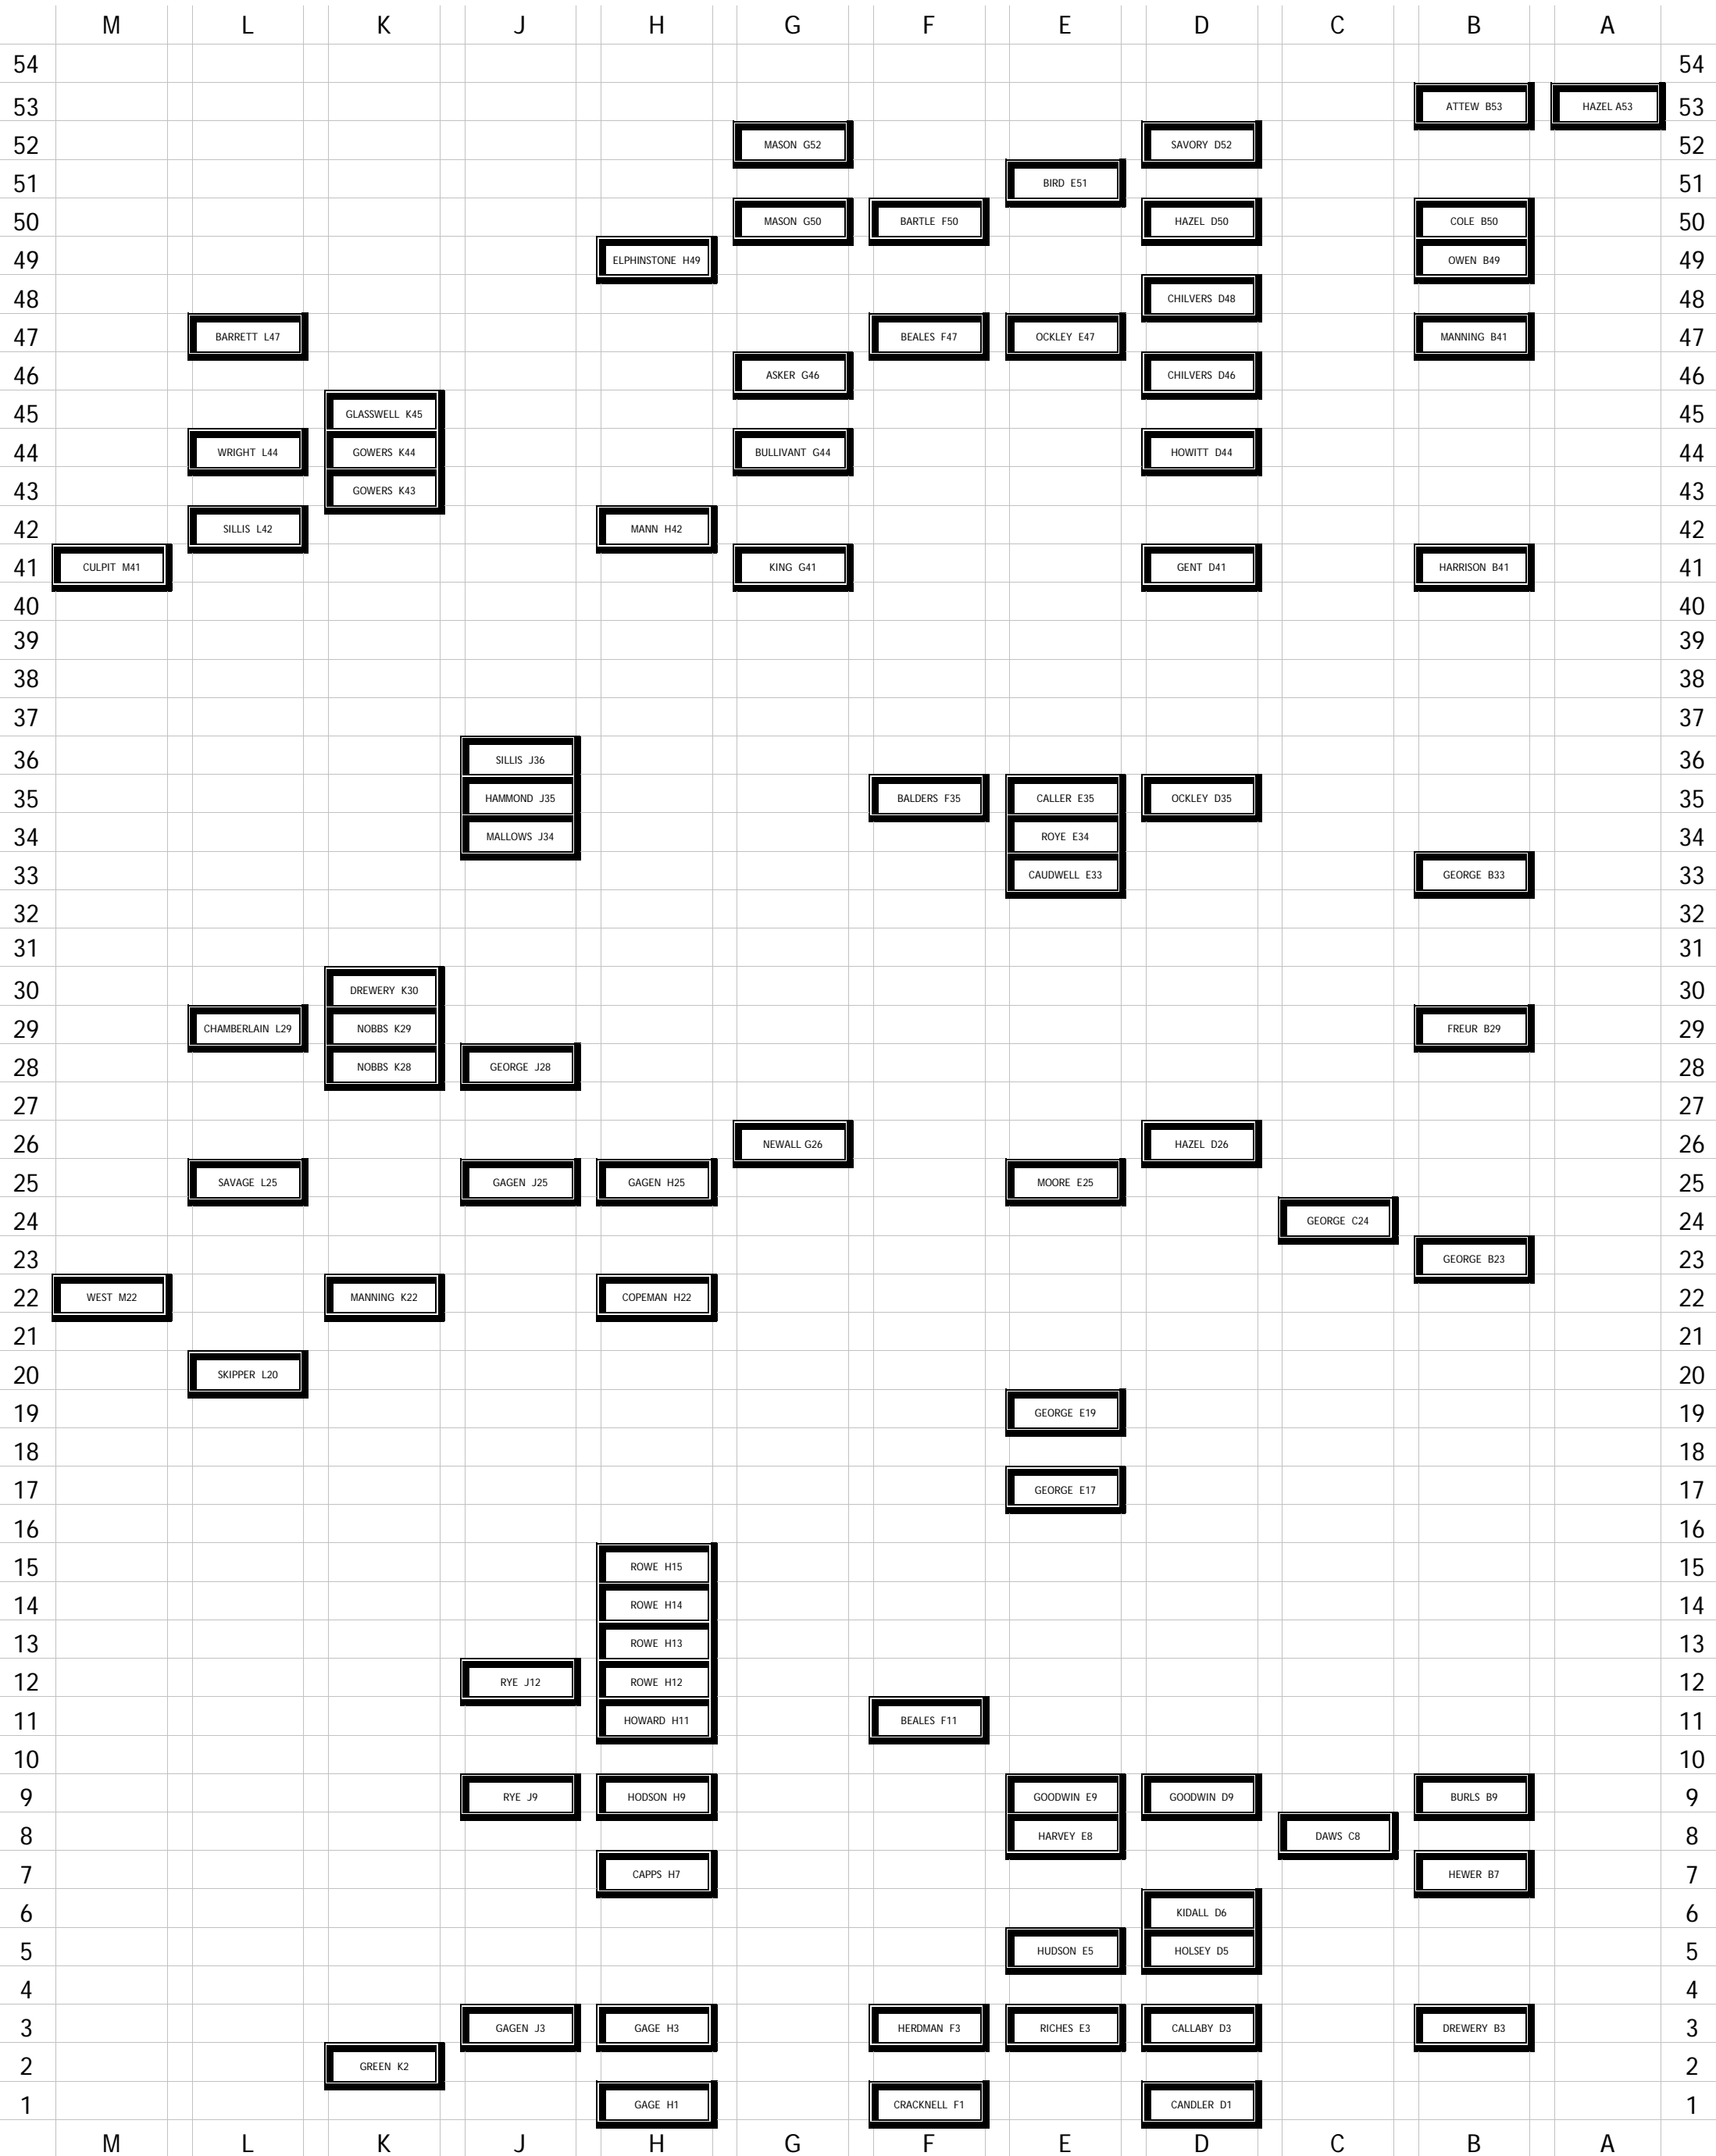 M L K J H G F E D C B A
54 54
53 ATTEW B53 HAZEL A53 53
52 MASON G52 SAVORY D52 52
51 BIRD E51 51
50 MASON G50 BARTLE F50 HAZEL D50 COLE B50 50
49 ELPHINSTONE H49 OWEN B49 49
48 CHILVERS D48 48
47 BARRETT L47 BEALES F47 OCKLEY E47 MANNING B41 47
46 ASKER G46 CHILVERS D46 46
45 GLASSWELL K45 45
44 WRIGHT L44 GOWERS K44 BULLIVANT G44 HOWITT D44 44
43 GOWERS K43 43
42 SILLIS L42 MANN H42 42
41 CULPIT M41 KING G41 GENT D41 HARRISON B41 41
40 40
39 39
38 38
37 37
36 SILLIS J36 36
35 HAMMOND J35 BALDERS F35 CALLER E35 OCKLEY D35 35
34 MALLOWS J34 ROYE E34 34
33 CAUDWELL E33 GEORGE B33 33
32 32
31 31
30 DREWERY K30 30
29 CHAMBERLAIN L29 NOBBS K29 FREUR B29 29
28 NOBBS K28 GEORGE J28 28
27 27
26 NEWALL G26 HAZEL D26 26
25 SAVAGE L25 GAGEN J25 GAGEN H25 MOORE E25 25
24 GEORGE C24 24
23 GEORGE B23 23
22 WEST M22 MANNING K22 COPEMAN H22 22
21 21
20 SKIPPER L20 20
19 GEORGE E19 19
18 18
17 GEORGE E17 17
16 16
15 ROWE H15 15
14 ROWE H14 14
13 ROWE H13 13
12 RYE J12 ROWE H12 12
11 HOWARD H11 BEALES F11 11
10 10
9 RYE J9 HODSON H9 GOODWIN E9 GOODWIN D9 BURLS B9 9
8 HARVEY E8 DAWS C8 8
7 CAPPS H7 HEWER B7 7
6 KIDALL D6 6
5 HUDSON E5 HOLSEY D5 5
4 4
3 GAGEN J3 GAGE H3 HERDMAN F3 RICHES E3 CALLABY D3 DREWERY B3 3
2 GREEN K2 2
1 GAGE H1 CRACKNELL F1 CANDLER D1 1
M L K J H G F E D C B A